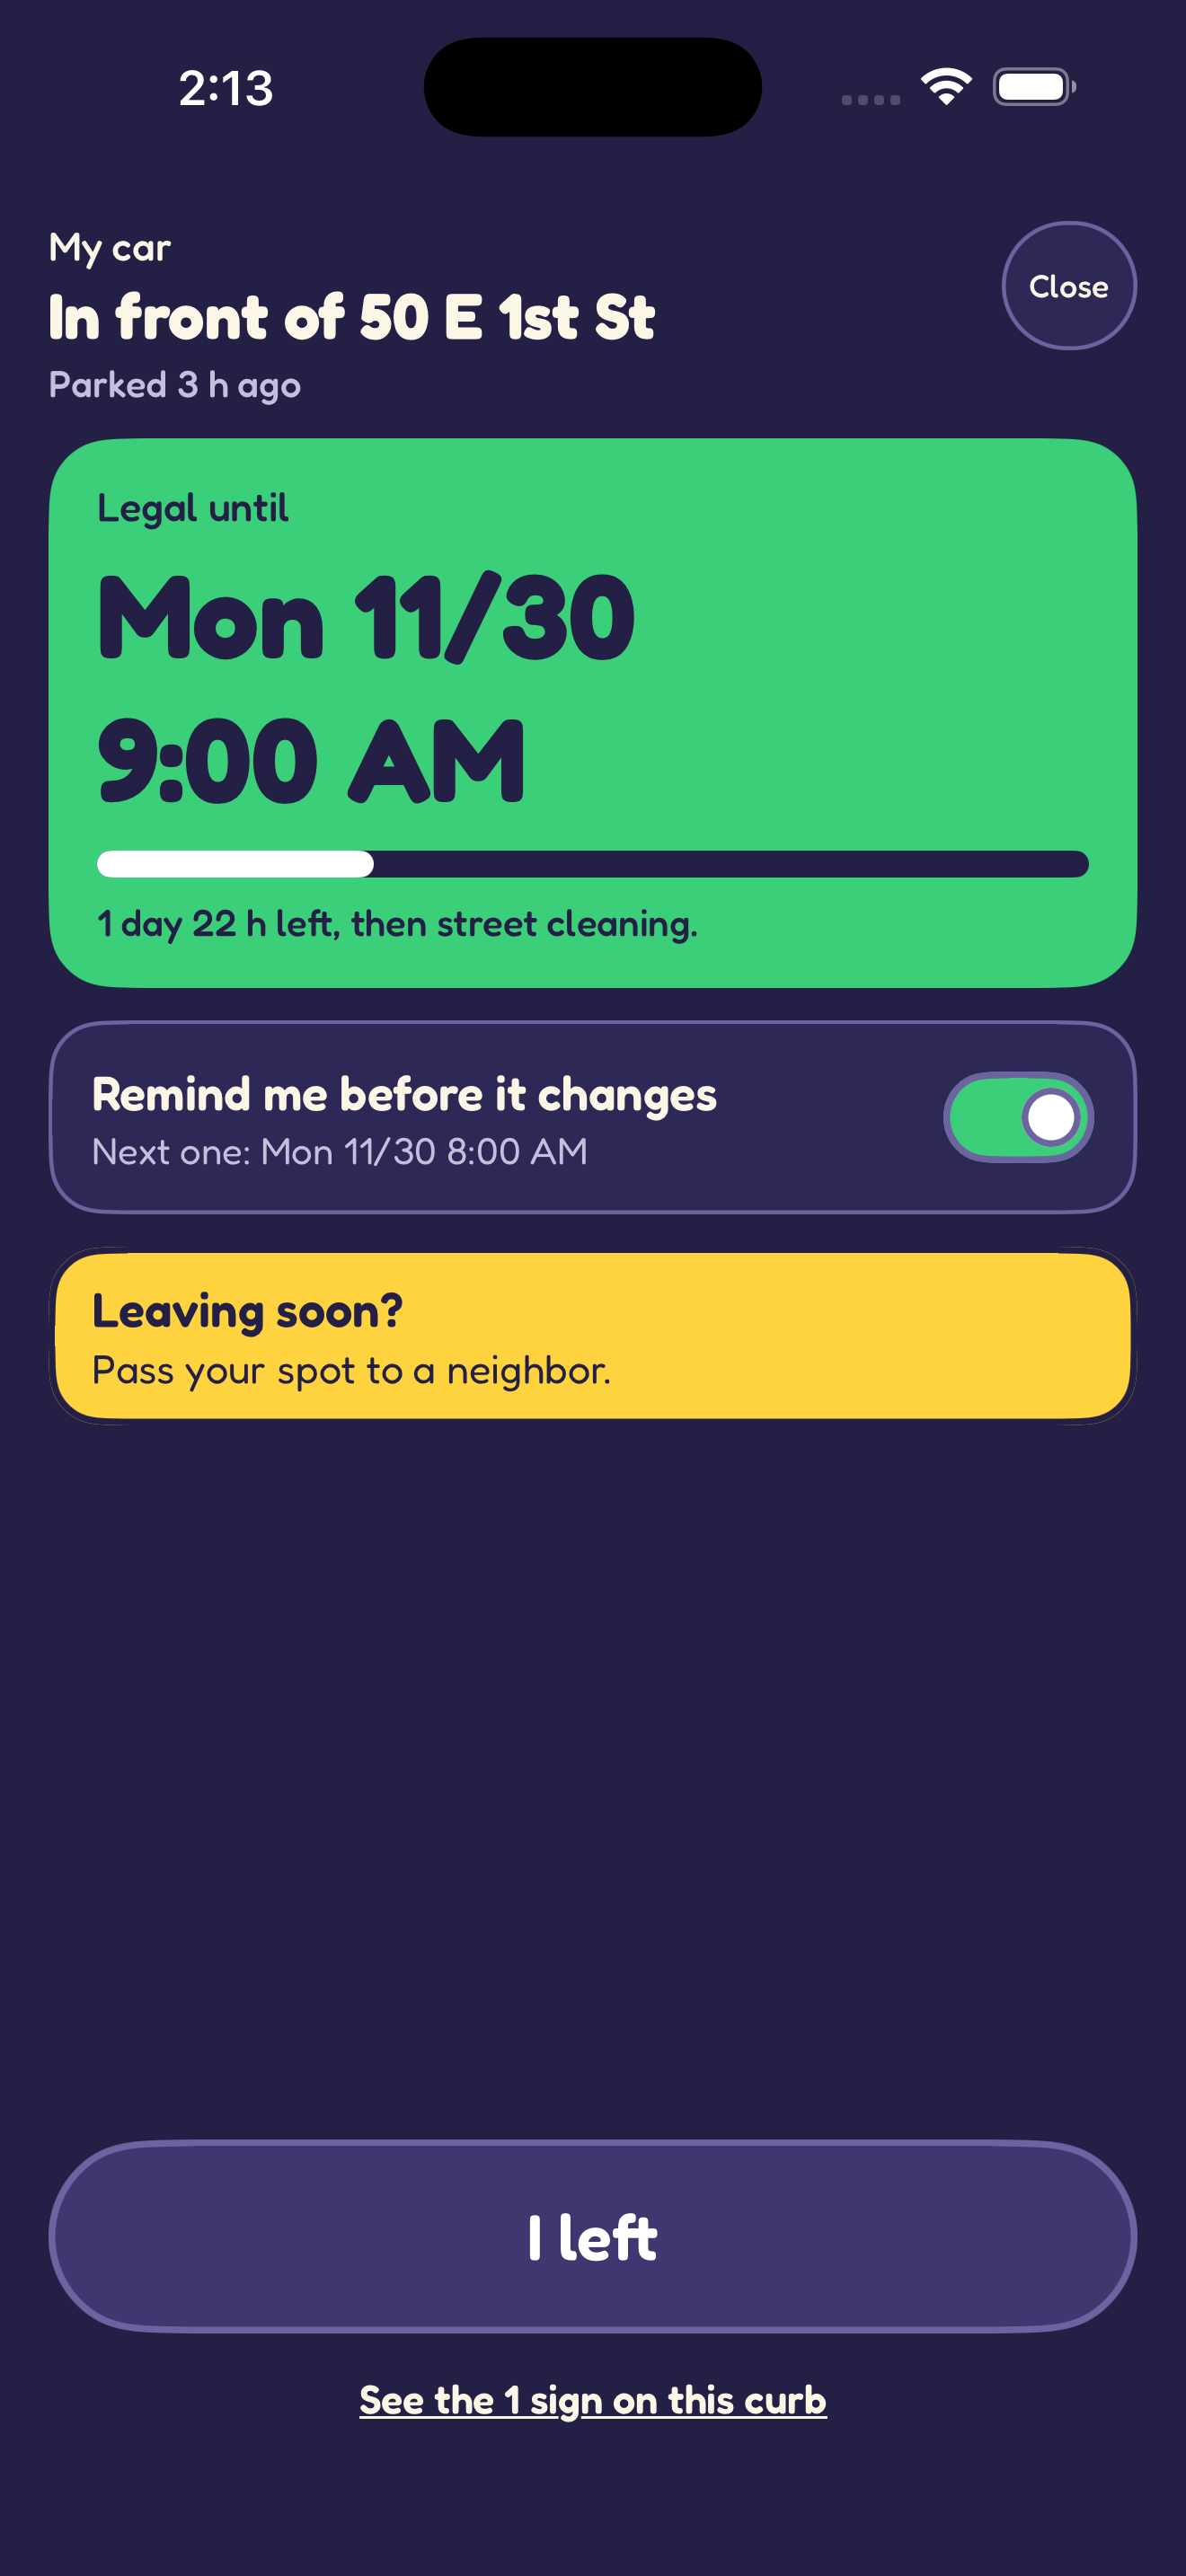 2:13
My car
In front of 50 E 1st St
Parked 3 h ago
Close
Legal until
Mon 11/30
9:00 AM
1 day 22 h left, then street cleaning.
Remind me before it changes
Next one: Mon 11/30 8:00 AM
Leaving soon?
Pass your spot to a neighbor.
I left
See the 1 sign on this curb